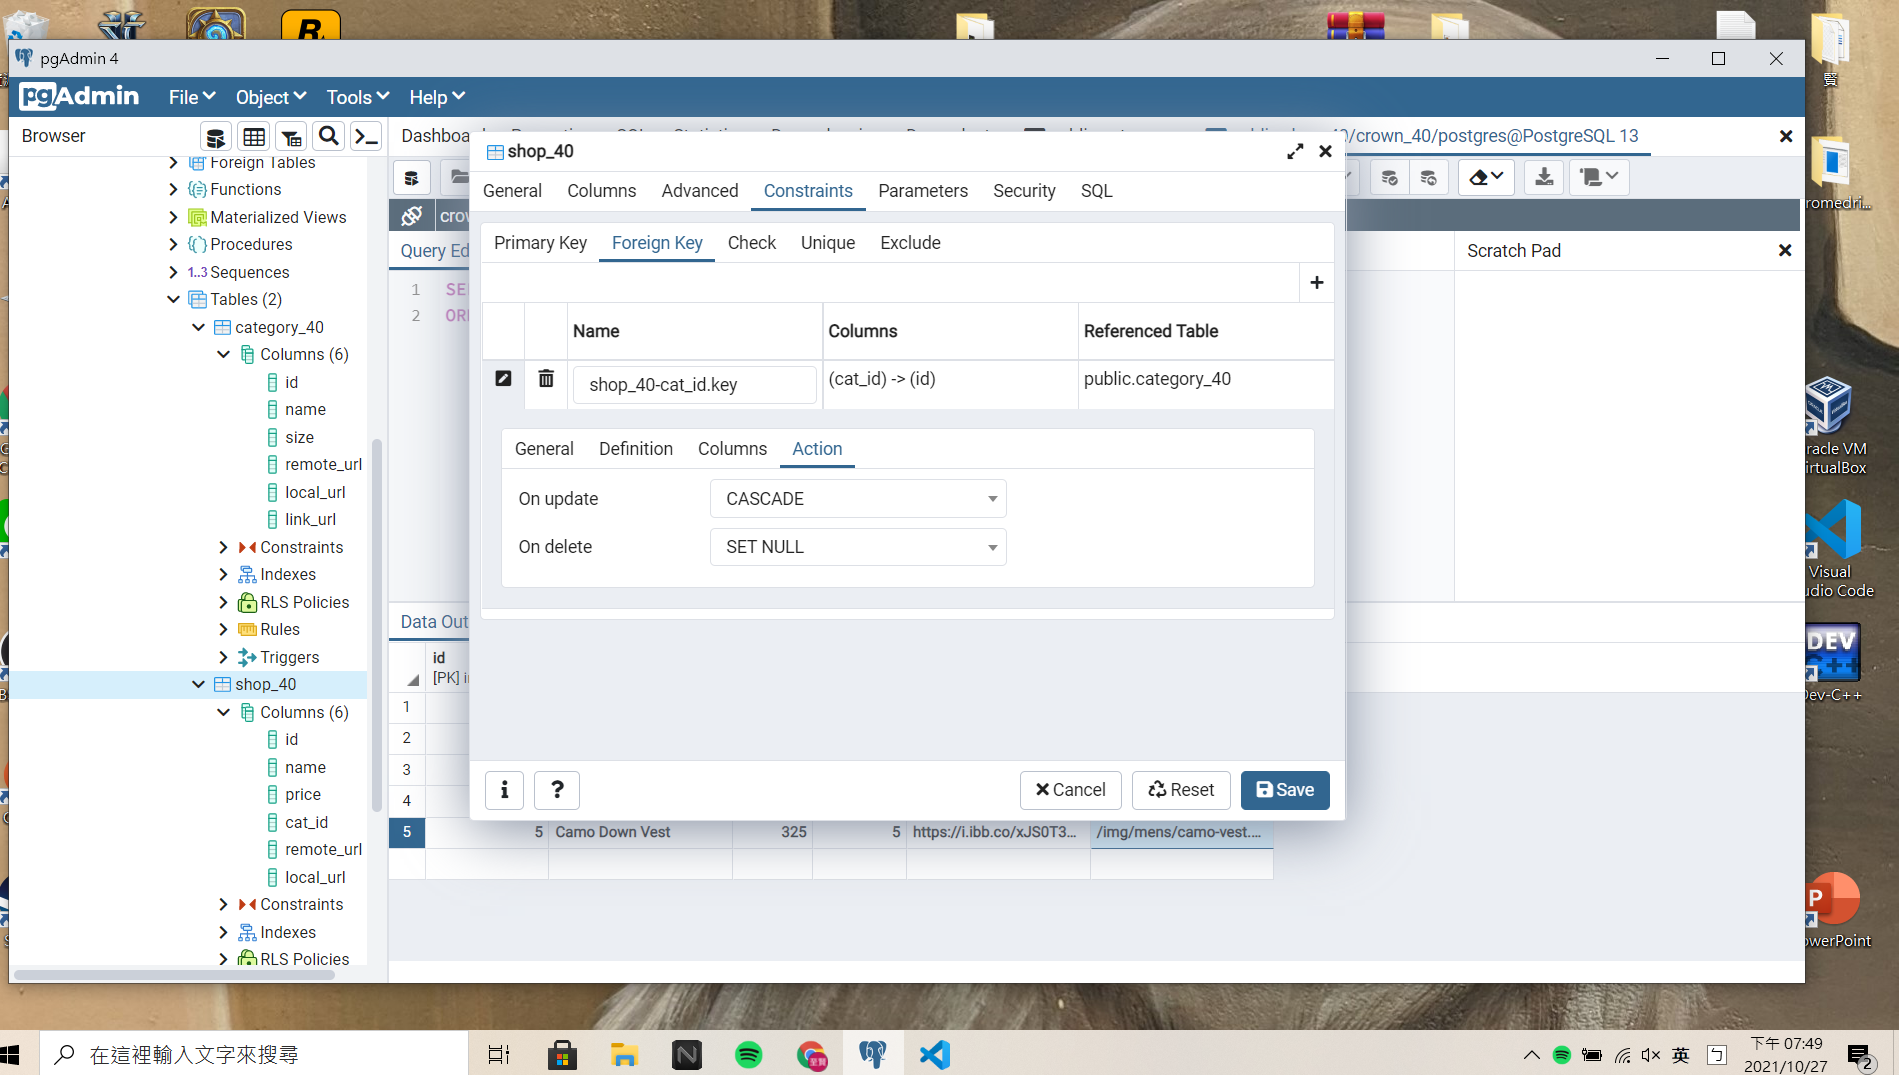 pgAdmin 4
pgAdmin
File
Object
Tools
Help
Browser
Foreign Tables
Functions
Materialized Views
Procedures
1..3 Sequences
Tables (2)
category_40
Columns (6)
id
name
size
remote_url
local_url
link_url
Constraints
Indexes
RLS Policies
Rules
Triggers
shop_40
Columns (6)
id
name
price
cat_id
remote_url
local_url
Constraints
Indexes
RLS Policies
40/crown_40/postgres@PostgreSQL 13
Query Ed
Scratch Pad
1
2
shop_40
General Columns Advanced Constraints Parameters Security SQL
Primary Key Foreign Key Check Unique Exclude
Name Columns Referenced Table
shop_40-cat_id.key (cat_id) -> (id) public.category_40
General Definition Columns Action
On update CASCADE
On delete SET NULL
i ? Cancel Reset Save
Data Out
id
[PK]
1
2
3
4
5 5 Camo Down Vest 325 5 https://i.ibb.co/xJS0T3... /img/mens/camo-vest....
賢
romedri...
racle VM
irtualBox
Visual
udio Code
DEV
C++
Dev-C++
P
owerPoint
在這裡輸入文字來搜尋
英
下午 07:49
2021/10/27
2